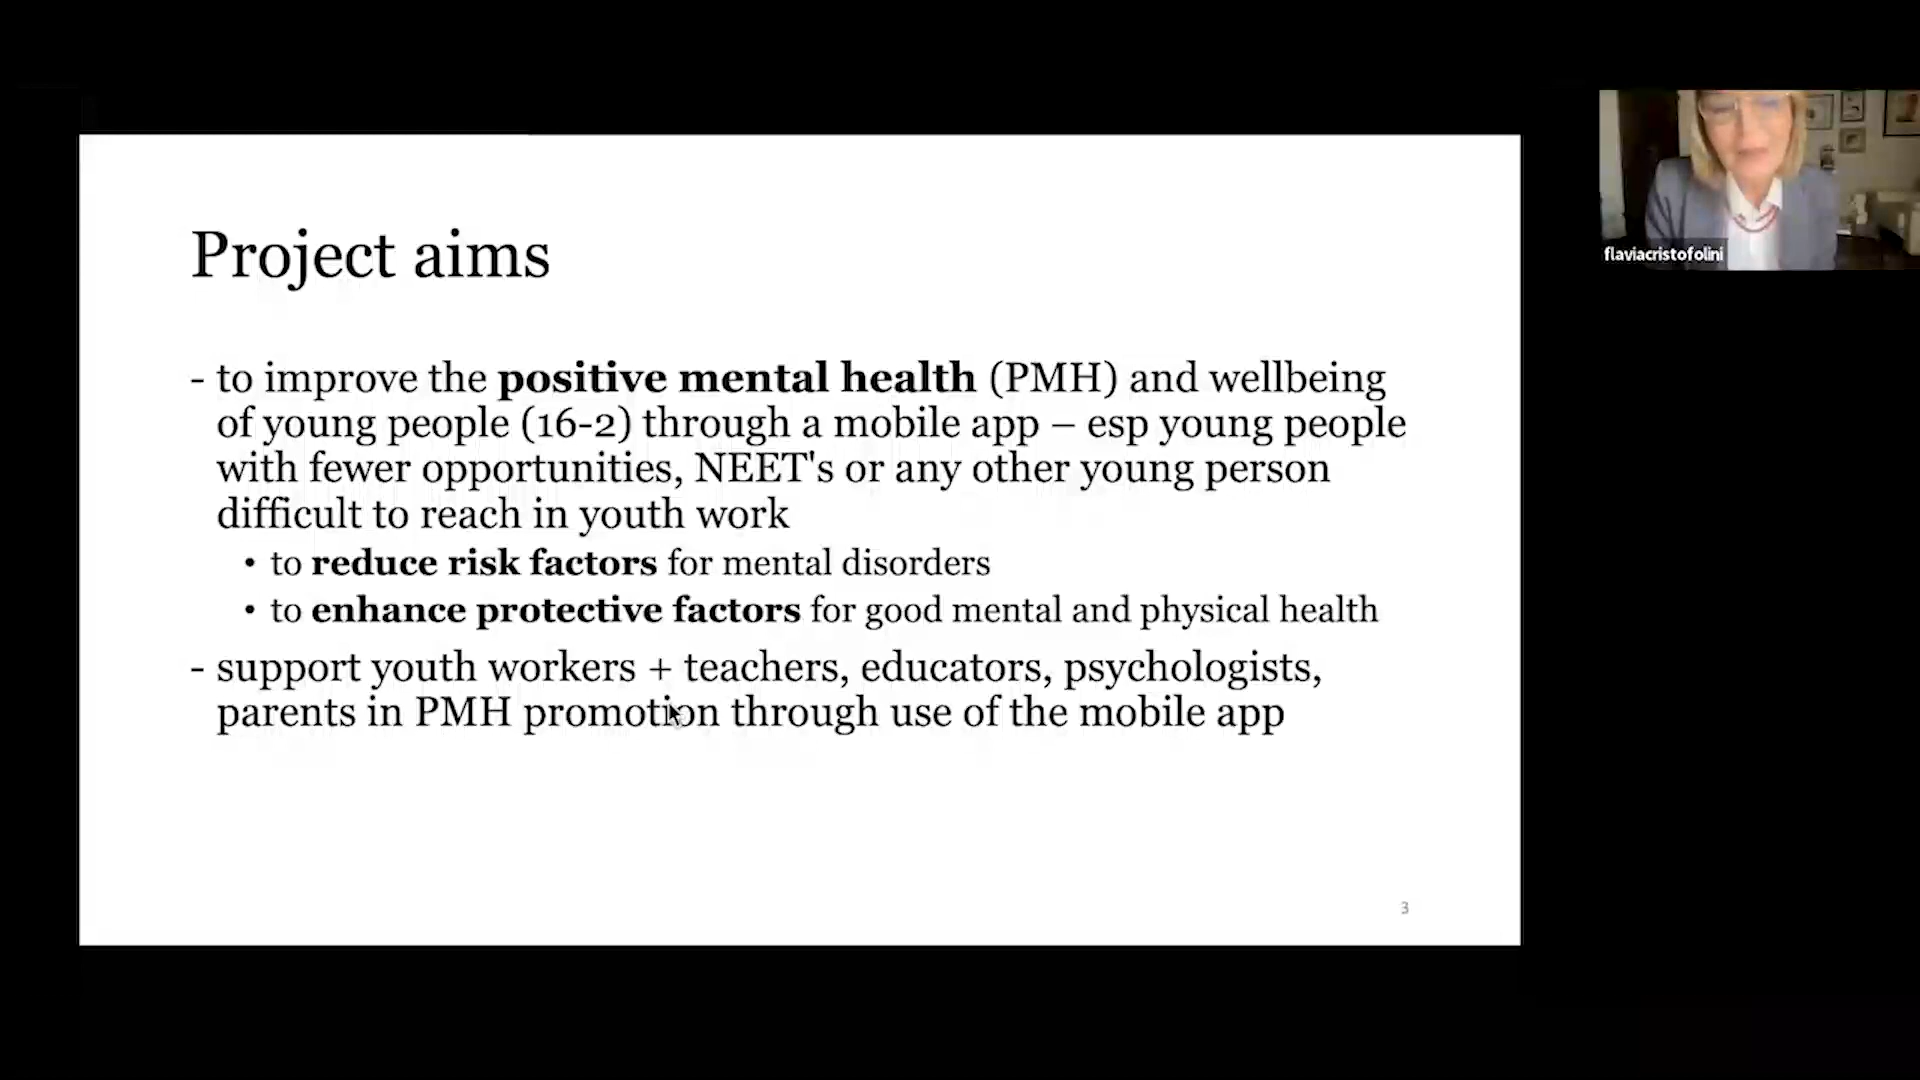 Project aims
- to improve the positive mental health (PMH) and wellbeing
of young people (16-2) through a mobile app – esp young people
with fewer opportunities, NEET's or any other young person
difficult to reach in youth work
• to reduce risk factors for mental disorders
• to enhance protective factors for good mental and physical health
- support youth workers + teachers, educators, psychologists,
parents in PMH promotion through use of the mobile app
3
flaviacristofolini